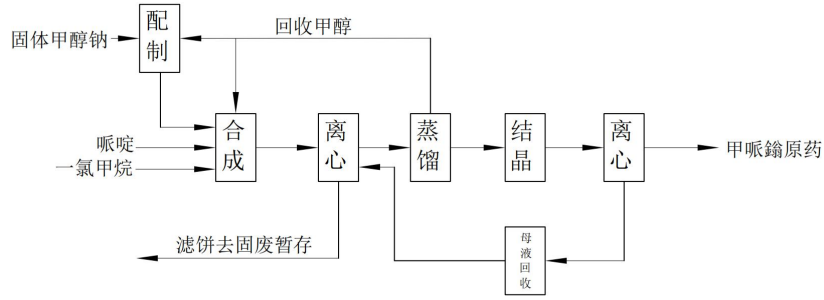 配制
固体甲醇钠
回收甲醇
哌啶
一氯甲烷
合成
离心
蒸馏
结晶
离心
甲哌鎓原药
滤饼去固废暂存
母液回收